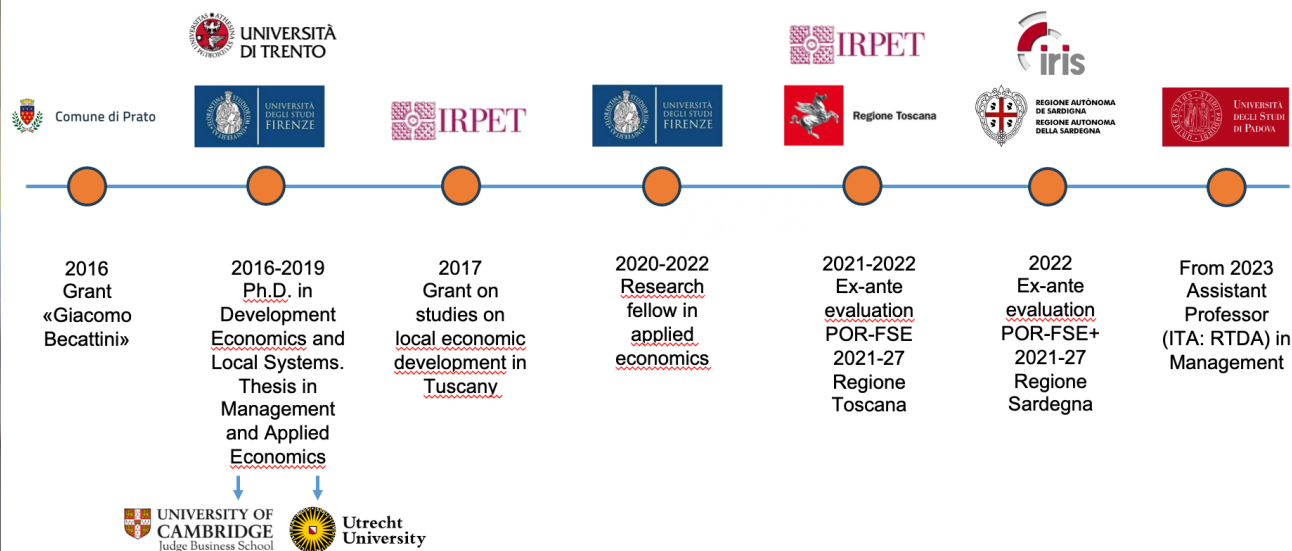 UNIVERSITÀ
DI TRENTO
IRPET
iris
Comune di Prato
UNIVERSITÀ
DEGLI STUDI
FIRENZE
IRPET
UNIVERSITÀ
DEGLI STUDI
FIRENZE
Regione Toscana
REGIONE AUTÒNOMA
DE SARDIGNA
REGIONE AUTONOMA
DELLA SARDEGNA
UNIVERSITÀ
DEGLI STUDI
DI PADOVA
2016
Grant
«Giacomo
Becattini»
2016-2019
Ph.D. in
Development
Economics and
Local Systems.
Thesis in
Management
and Applied
Economics
2017
Grant on
studies on
local economic
development in
Tuscany
2020-2022
Research
fellow in
applied
economics
2021-2022
Ex-ante
evaluation
POR-FSE
2021-27
Regione
Toscana
2022
Ex-ante
evaluation
POR-FSE+
2021-27
Regione
Sardegna
From 2023
Assistant
Professor
(ITA: RTDA) in
Management
UNIVERSITY OF
CAMBRIDGE
Judge Business School
Utrecht
University